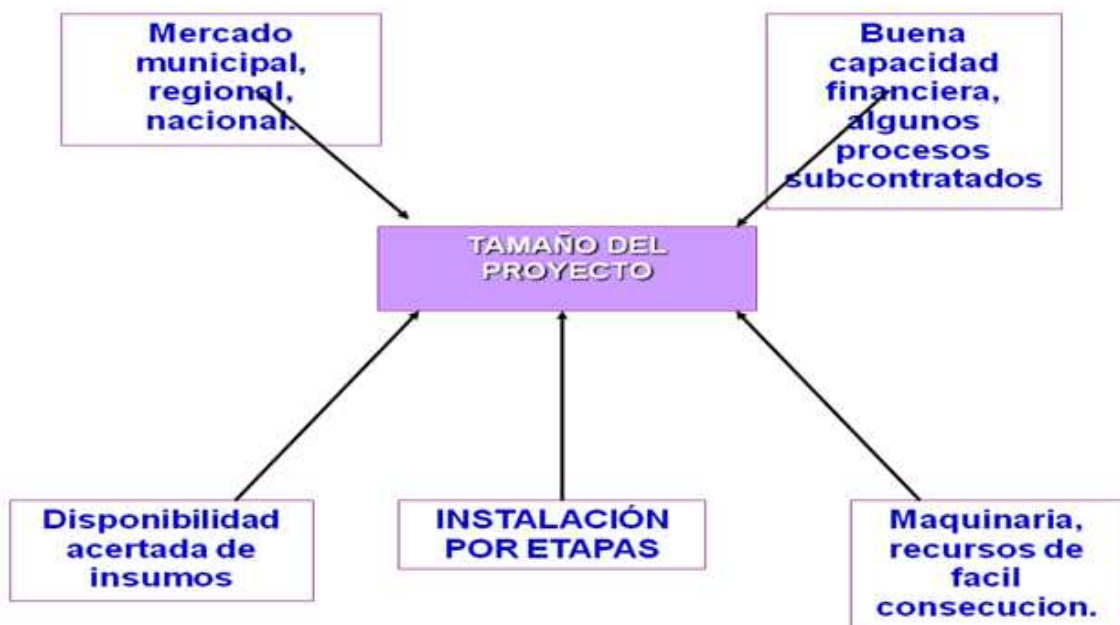 Mercado
municipal,
regional,
nacional.
Buena
capacidad
financiera,
algunos
procesos
subcontratados
TAMAÑO DEL
PROYECTO
Disponibilidad
acertada de
insumos
INSTALACIÓN
POR ETAPAS
Maquinaria,
recursos de
facil
consecucion.